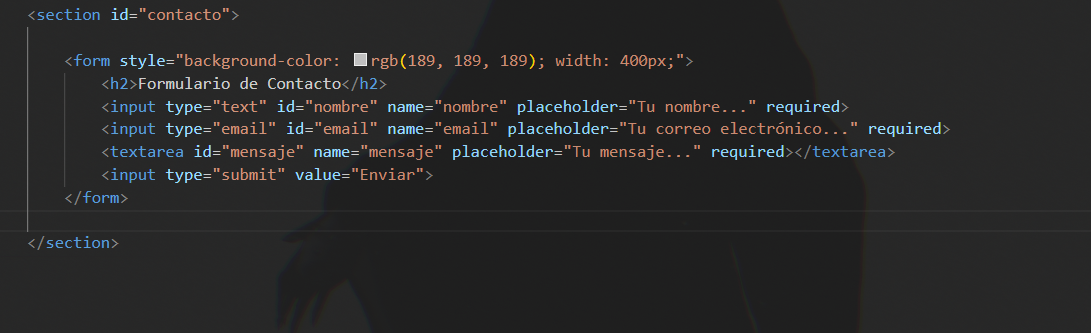 <section id="contacto">
<form style="background-color: rgb(189, 189, 189); width: 400px;">
<h2>Formulario de Contacto</h2>
<input type="text" id="nombre" name="nombre" placeholder="Tu nombre..." required>
<input type="email" id="email" name="email" placeholder="Tu correo electrónico..." required>
<textarea id="mensaje" name="mensaje" placeholder="Tu mensaje..." required></textarea>
<input type="submit" value="Enviar">
</form>
</section>